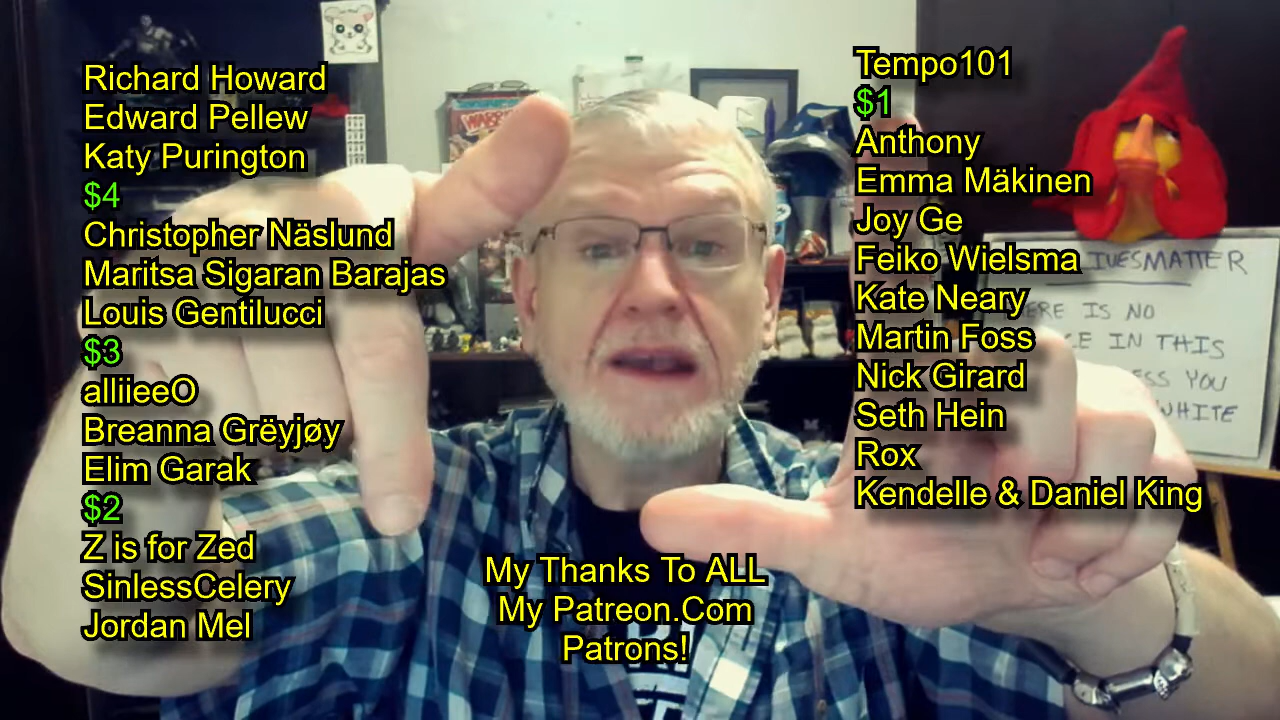 Richard Howard
Edward Pellew
Katy Purington
$4
Christopher Näslund
Maritsa Sigaran Barajas
Louis Gentilucci
$3
alliieeO
Breanna Grëyjøy
Elim Garak
$2
Z is for Zed
SinlessCelery
Jordan Mel
Tempo101
$1
Anthony
Emma Mäkinen
Joy Ge
Feiko Wielsma
Kate Neary
Martin Foss
Nick Girard
Seth Hein
Rox
Kendelle & Daniel King
My Thanks To ALL
My Patreon.Com
Patrons!
IS NO
IN THIS
YOU
WHITE